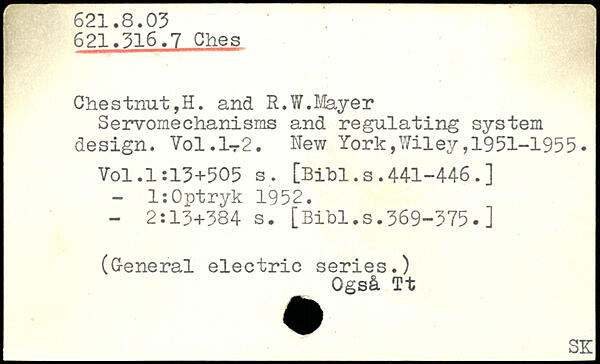 621.8.03
621.316.7 Ches
Chestnut,H. and R.W.Mayer
Servomechanisms and regulating system
design. Vol.1-2. New York,Wiley,1951-1955.
Vol.1:13+505 s. [Bibl.s.441-446.]
- 1:Optryk 1952.
- 2:13+384 s. [Bibl.s.369-375.]
(General electric series.)
Også Tt
SK